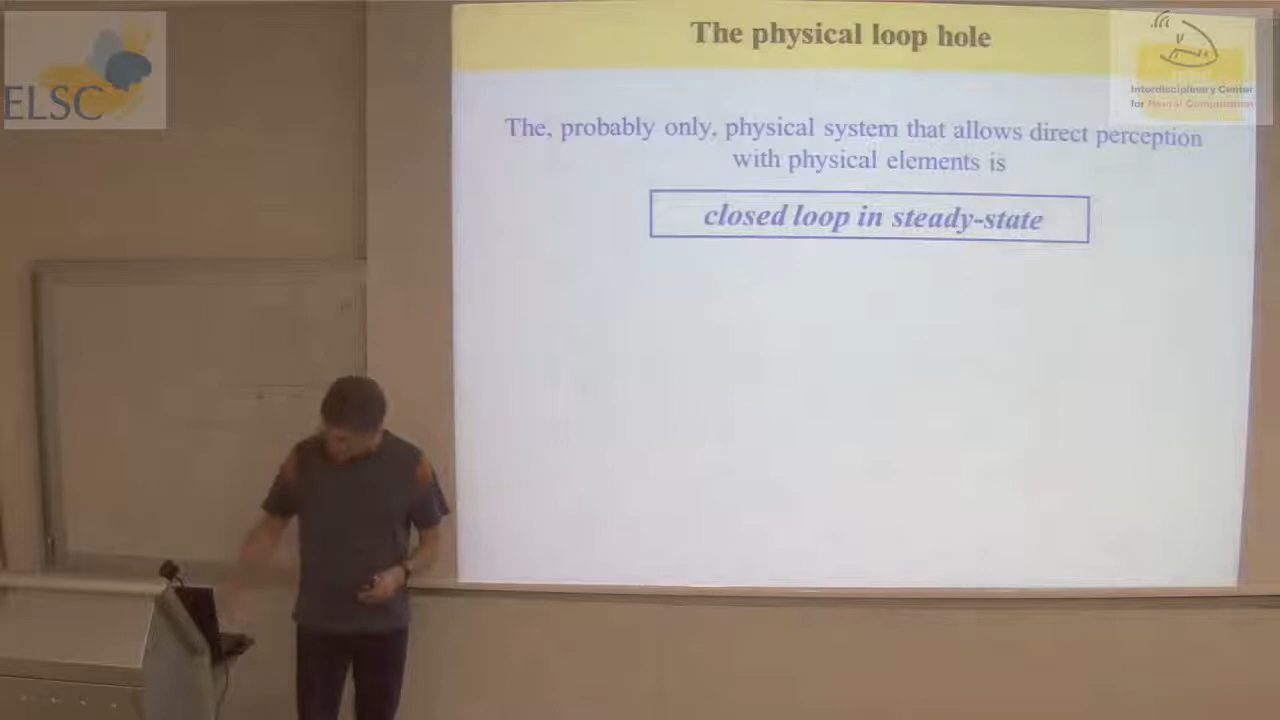 The physical loop hole
ELSC
Interdisciplinary Center
for Neural Computation
The, probably only, physical system that allows direct perception
with physical elements is
closed loop in steady-state